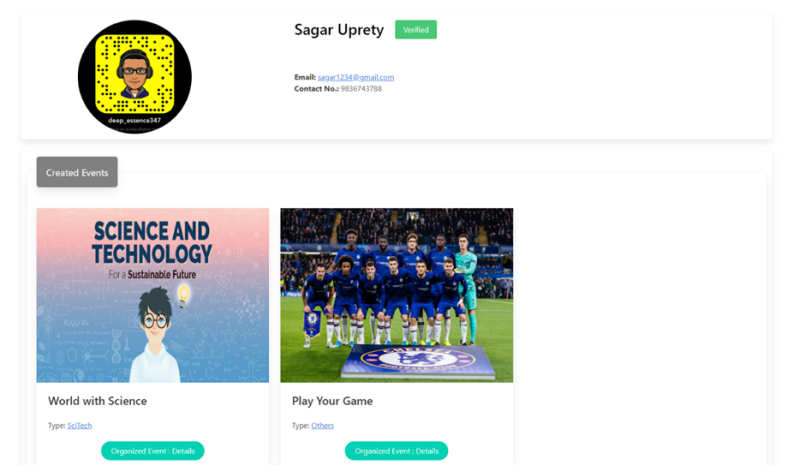 Sagar Uprety Verified
deep_essence347
Email: sagar1234@gmail.com
Contact No.: 9836743788
Created Events
SCIENCE AND
TECHNOLOGY
For a Sustainable Future
CHELSEA
World with Science
Type: SciTech
Organized Event : Details
Play Your Game
Type: Others
Organized Event : Details